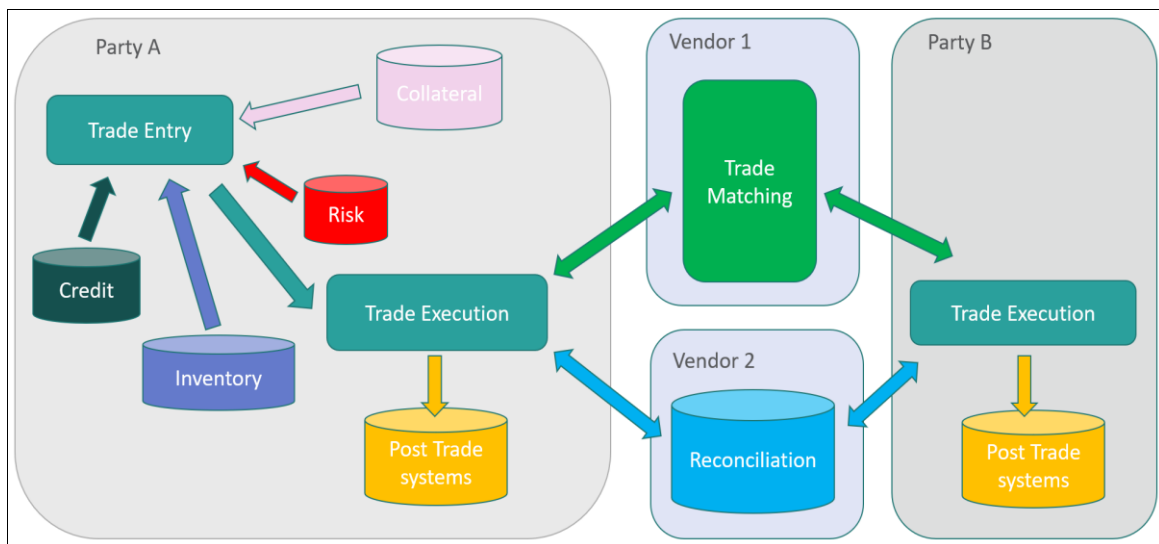 Party A
Collateral
Trade Entry
Risk
Credit
Trade Execution
Inventory
Post Trade
systems
Vendor 1
Trade
Matching
Vendor 2
Reconciliation
Party B
Trade Execution
Post Trade
systems